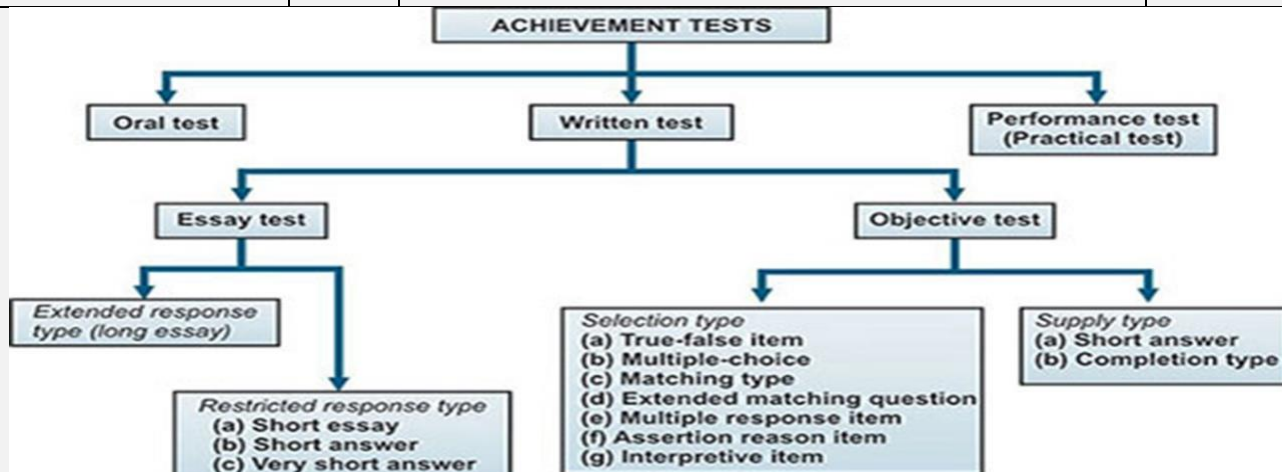 ACHIEVEMENT TESTS
Oral test
Written test
Performance test
(Practical test)
Essay test
Objective test
Extended response
type (long essay)
Restricted response type
(a) Short essay
(b) Short answer
(c) Very short answer
Selection type
(a) True-false item
(b) Multiple-choice
(c) Matching type
(d) Extended matching question
(e) Multiple response item
(f) Assertion reason item
(g) Interpretive item
Supply type
(a) Short answer
(b) Completion type